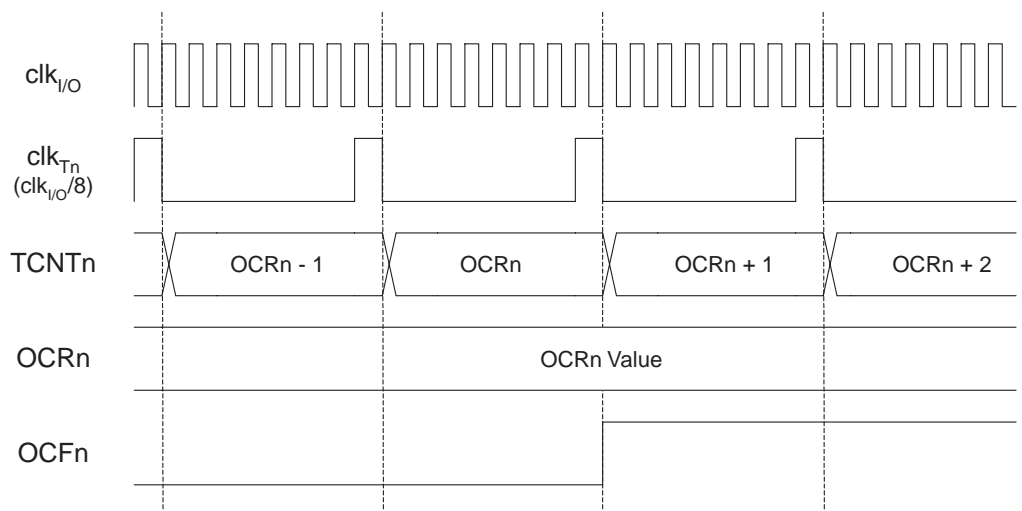 clkI/O
clkTn
(clkI/O/8)
TCNTn
OCRn - 1
OCRn
OCRn + 1
OCRn + 2
OCRn
OCRn Value
OCFn